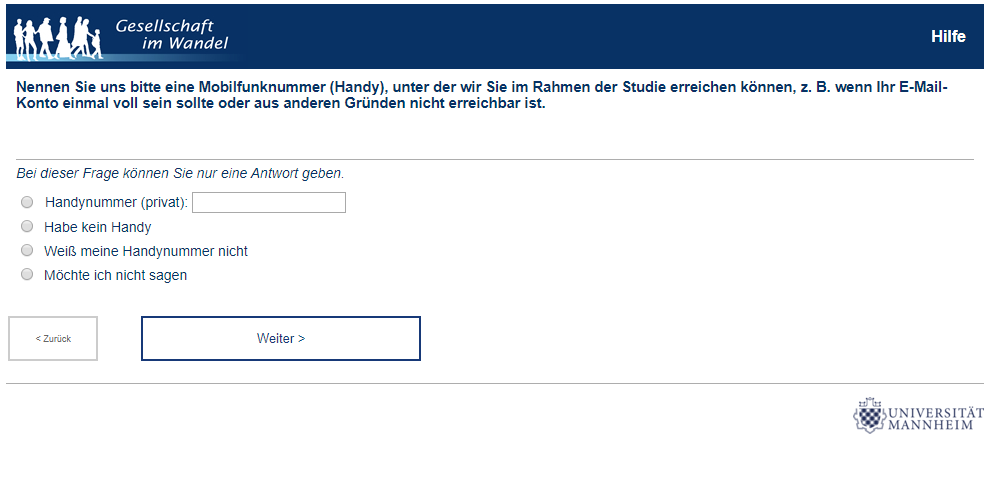 Gesellschaft
im Wandel
Hilfe
Nennen Sie uns bitte eine Mobilfunknummer (Handy), unter der wir Sie im Rahmen der Studie erreichen können, z. B. wenn Ihr E-Mail-
Konto einmal voll sein sollte oder aus anderen Gründen nicht erreichbar ist.
Bei dieser Frage können Sie nur eine Antwort geben.
Handynummer (privat):
Habe kein Handy
Weiß meine Handynummer nicht
Möchte ich nicht sagen
< Zurück
Weiter >
UNIVERSITÄT
MANNHEIM